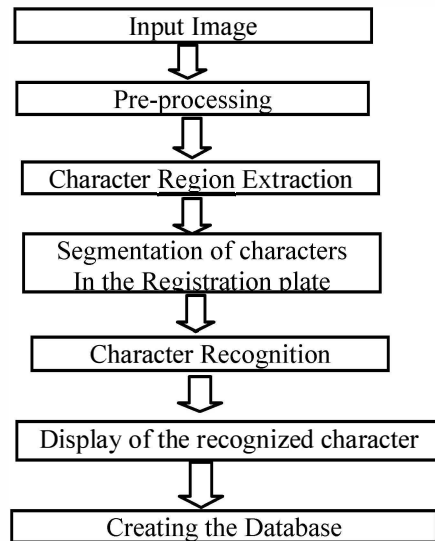 Input Image
Pre-processing
Character Region Extraction
Segmentation of characters
In the Registration plate
Character Recognition
Display of the recognized character
Creating the Database